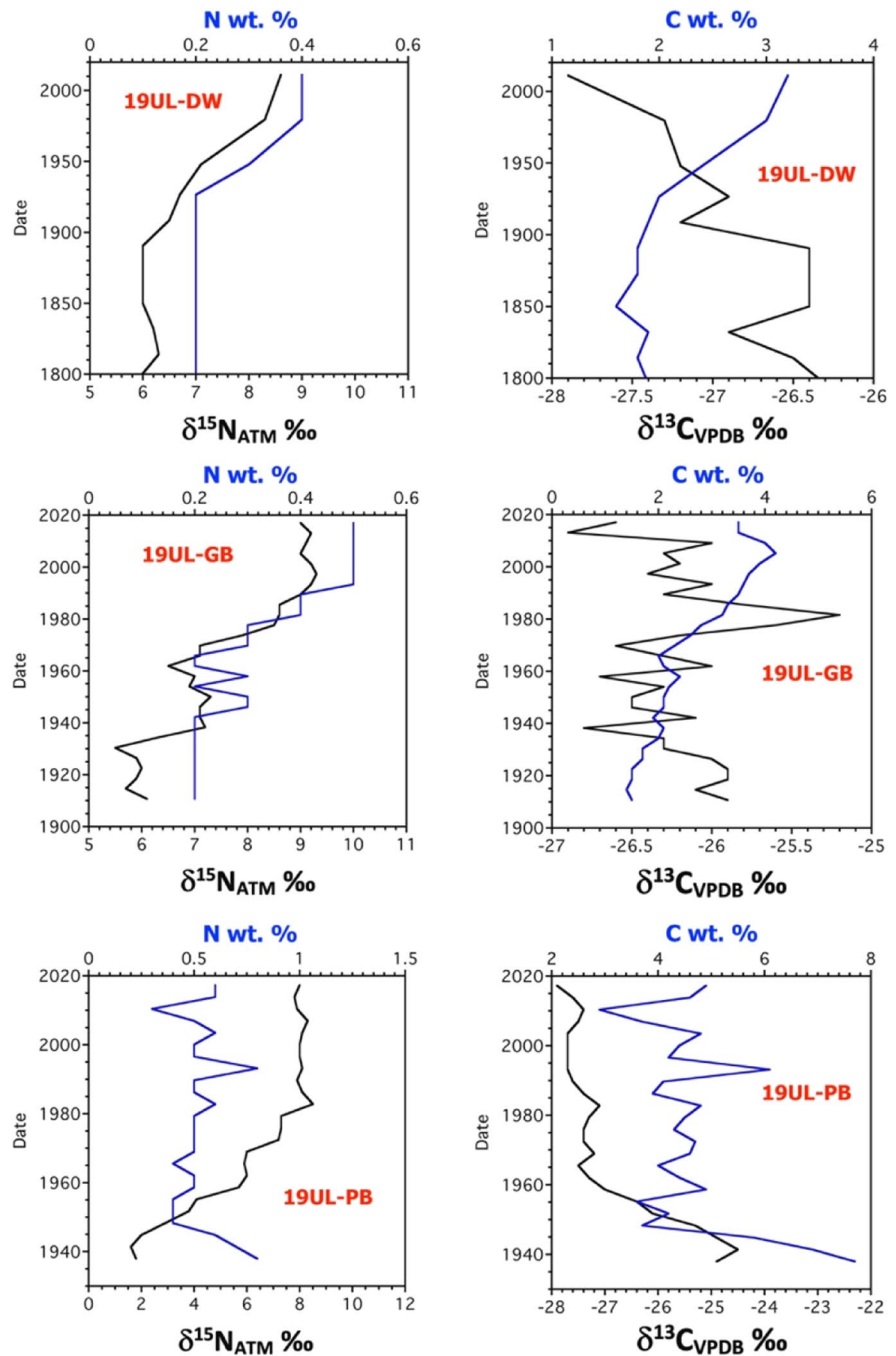 N wt. %
0 0.2 0.4 0.6
2000
1950
1900
1850
1800
Date
19UL-DW
5 6 7 8 9 10 11
δ¹⁵N_ATM ‰
C wt. %
1 2 3 4
2000
1950
1900
1850
1800
Date
19UL-DW
-28 -27.5 -27 -26.5 -26
δ¹³C_VPDB ‰
N wt. %
0 0.2 0.4 0.6
2020
2000
1980
1960
1940
1920
1900
Date
19UL-GB
5 6 7 8 9 10 11
δ¹⁵N_ATM ‰
C wt. %
0 2 4 6
2020
2000
1980
1960
1940
1920
1900
Date
19UL-GB
-27 -26.5 -26 -25.5 -25
δ¹³C_VPDB ‰
N wt. %
0 0.5 1 1.5
2020
2000
1980
1960
1940
Date
19UL-PB
0 2 4 6 8 10 12
δ¹⁵N_ATM ‰
C wt. %
2 4 6 8
2020
2000
1980
1960
1940
Date
19UL-PB
-28 -27 -26 -25 -24 -23 -22
δ¹³C_VPDB ‰